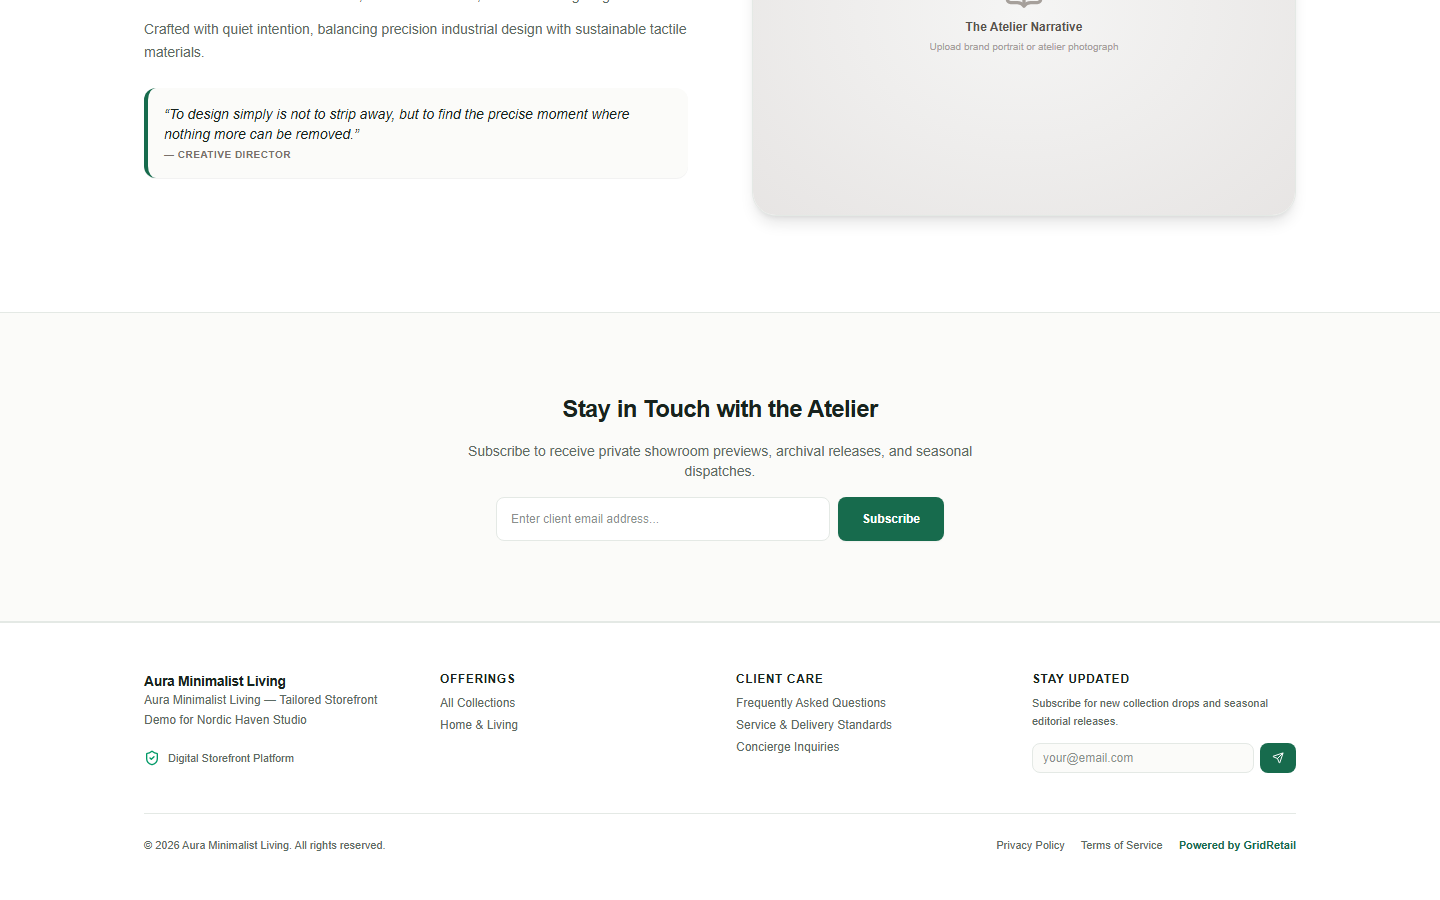 Crafted with quiet intention, balancing precision industrial design with sustainable tactile
materials.
“To design simply is not to strip away, but to find the precise moment where
nothing more can be removed.”
— CREATIVE DIRECTOR
The Atelier Narrative
Upload brand portrait or atelier photograph
Stay in Touch with the Atelier
Subscribe to receive private showroom previews, archival releases, and seasonal
dispatches.
Enter client email address...
Subscribe
Aura Minimalist Living
Aura Minimalist Living — Tailored Storefront
Demo for Nordic Haven Studio
Digital Storefront Platform
OFFERINGS
All Collections
Home & Living
CLIENT CARE
Frequently Asked Questions
Service & Delivery Standards
Concierge Inquiries
STAY UPDATED
Subscribe for new collection drops and seasonal
editorial releases.
your@email.com
© 2026 Aura Minimalist Living. All rights reserved.
Privacy Policy
Terms of Service
Powered by GridRetail